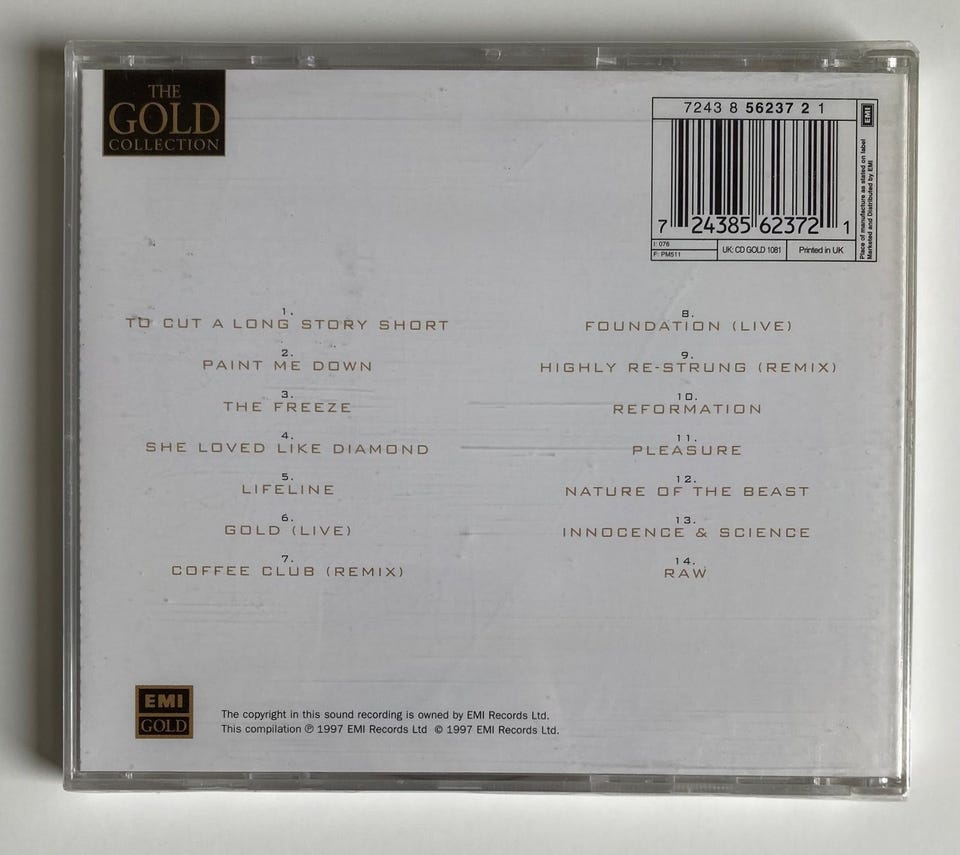 THE
GOLD
COLLECTION
7243 8 56237 2 1
7 24385 62372 1
I: 076
F: PM511
UK: CD GOLD 1081
Printed in UK
EMI
Place of manufacture as stated on label
Marketed and Distributed by EMI
1.
TO CUT A LONG STORY SHORT
2.
PAINT ME DOWN
3.
THE FREEZE
4.
SHE LOVED LIKE DIAMOND
5.
LIFELINE
6.
GOLD (LIVE)
7.
COFFEE CLUB (REMIX)
8.
FOUNDATION (LIVE)
9.
HIGHLY RE-STRUNG (REMIX)
10.
REFORMATION
11.
PLEASURE
12.
NATURE OF THE BEAST
13.
INNOCENCE & SCIENCE
14.
RAW
EMI
GOLD
The copyright in this sound recording is owned by EMI Records Ltd.
This compilation ℗ 1997 EMI Records Ltd © 1997 EMI Records Ltd.